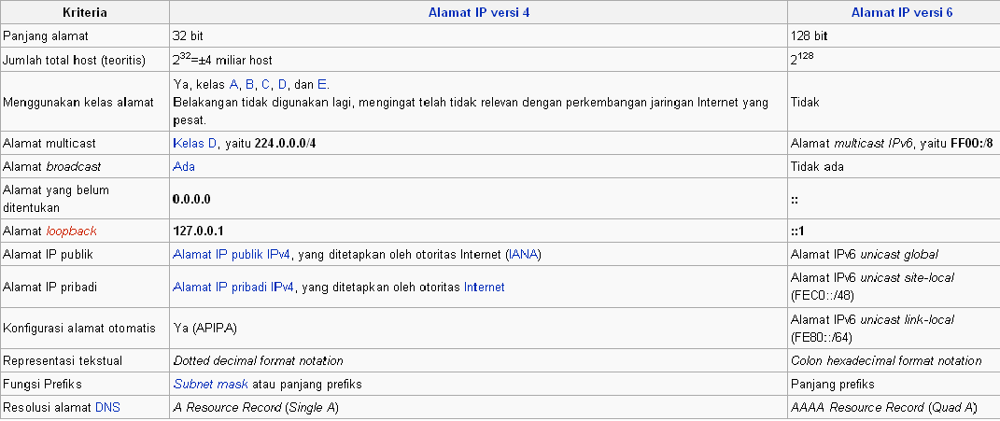 Kriteria Alamat IP versi 4 Alamat IP versi 6
Panjang alamat 32 bit 128 bit
Jumlah total host (teoritis) 2³²=±4 miliar host 2¹²⁸
Menggunakan kelas alamat Ya, kelas A, B, C, D, dan E.
Belakangan tidak digunakan lagi, mengingat telah tidak relevan dengan perkembangan jaringan Internet yang
pesat. Tidak
Alamat multicast Kelas D, yaitu 224.0.0.0/4 Alamat multicast IPv6, yaitu FF00:/8
Alamat broadcast Ada Tidak ada
Alamat yang belum
ditentukan 0.0.0.0 ::
Alamat loopback 127.0.0.1 ::1
Alamat IP publik Alamat IP publik IPv4, yang ditetapkan oleh otoritas Internet (IANA) Alamat IPv6 unicast global
Alamat IP pribadi Alamat IP pribadi IPv4, yang ditetapkan oleh otoritas Internet Alamat IPv6 unicast site-local
(FEC0::/48)
Konfigurasi alamat otomatis Ya (APIPA) Alamat IPv6 unicast link-local
(FE80::/64)
Representasi tekstual Dotted decimal format notation Colon hexadecimal format notation
Fungsi Prefiks Subnet mask atau panjang prefiks Panjang prefiks
Resolusi alamat DNS A Resource Record (Single A) AAAA Resource Record (Quad A)